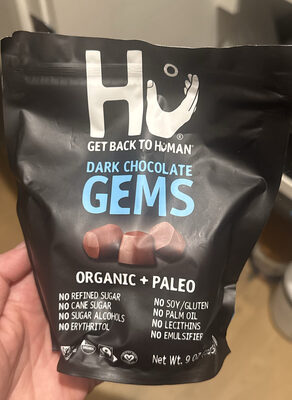 HU
GET BACK TO HUMAN®
DARK CHOCOLATE
GEMS
ORGANIC + PALEO
NO REFINED SUGAR
NO CANE SUGAR
NO SUGAR ALCOHOLS
NO ERYTHRITOL
NO SOY/GLUTEN
NO PALM OIL
NO LECITHINS
NO EMULSIFIER
Net Wt. 9 OZ